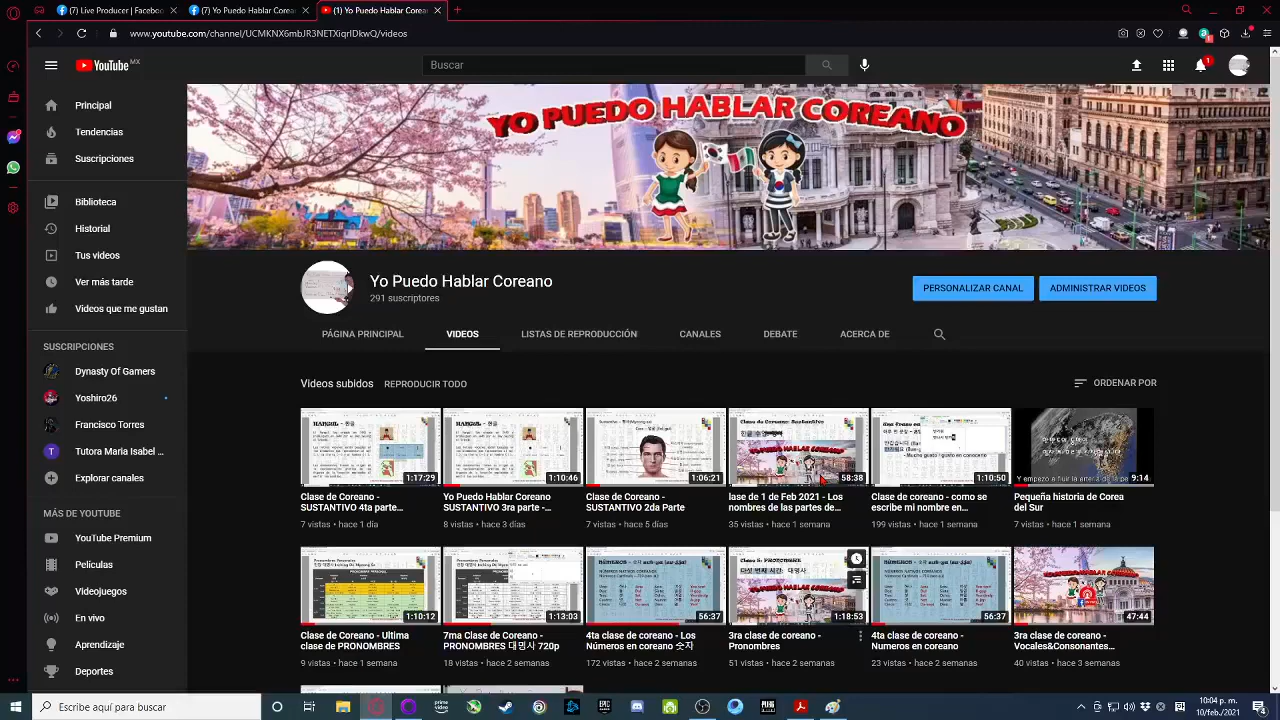 (7) Live Producer | Faceboo
(7) Yo Puedo Hablar Corea
(1) Yo Puedo Hablar Corea
www.youtube.com/channel/UCMKNX6mbJR3NETXiqrIDkwQ/videos
YouTube MX
Buscar
1
Principal
Tendencias
Suscripciones
Biblioteca
Historial
Tus videos
Ver más tarde
Videos que me gustan
SUSCRIPCIONES
Dynasty Of Gamers
Yoshiro26
Franko Torres
Tutor Maria Isabel ...
Explorar canales
MÁS DE YOUTUBE
YouTube Premium
Películas
Videojuegos
En vivo
Aprendizaje
Deportes
YO PUEDO HABLAR COREANO
Yo Puedo Hablar Coreano
291 suscriptores
PERSONALIZAR CANAL
ADMINISTRAR VIDEOS
PÁGINA PRINCIPAL
VIDEOS
LISTAS DE REPRODUCCIÓN
CANALES
DEBATE
ACERCA DE
Videos subidos
REPRODUCIR TODO
ORDENAR POR
1:17:29
1:10:46
1:06:21
58:38
1:10:50
9:14
Clase de Coreano -
SUSTANTIVO 4ta parte...
7 vistas • hace 1 día
Yo Puedo Hablar Coreano
SUSTANTIVO 3ra parte -...
8 vistas • hace 3 días
Clase de Coreano -
SUSTANTIVO 2da Parte
7 vistas • hace 5 días
lase de 1 de Feb 2021 - Los
nombres de las partes de...
35 vistas • hace 1 semana
Clase de coreano - como se
escribe mi nombre en...
199 vistas • hace 1 semana
Pequeña historia de Corea
del Sur
7 vistas • hace 1 semana
1:10:12
1:13:03
56:37
1:18:53
56:37
47:44
Clase de Coreano - Ultima
clase de PRONOMBRES
9 vistas • hace 1 semana
7ma Clase de Coreano -
PRONOMBRES 대명사 720p
18 vistas • hace 2 semanas
4ta clase de coreano - Los
Números en coreano 숫자
172 vistas • hace 2 semanas
3ra clase de coreano -
Pronombres
51 vistas • hace 2 semanas
4ta clase de coreano -
Numeros en coreano
23 vistas • hace 2 semanas
3ra clase de coreano -
Vocales&Consonantes...
40 vistas • hace 3 semanas
Escribe aquí para buscar
10:04 p. m.
10/feb./2021